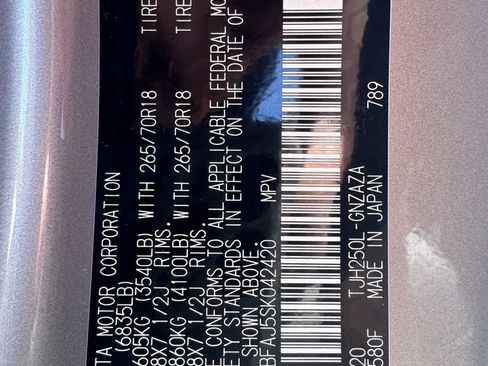 TA MOTOR CORPORATION
(6835LB)
605KG (3540LB) WITH 265/70R18 TIRE
8X7 1/2J RIMS.
860KG (4100LB) WITH 265/70R18 TIRE
8X7 1/2J RIMS.
E CONFORMS TO ALL APPLICABLE FEDERAL MO
ETY STANDARDS IN EFFECT ON THE DATE OF
SHOWN ABOVE.
BFAJ5SK042420 MPV
20 TJH250L-GNZAZA
580F MADE IN JAPAN 789